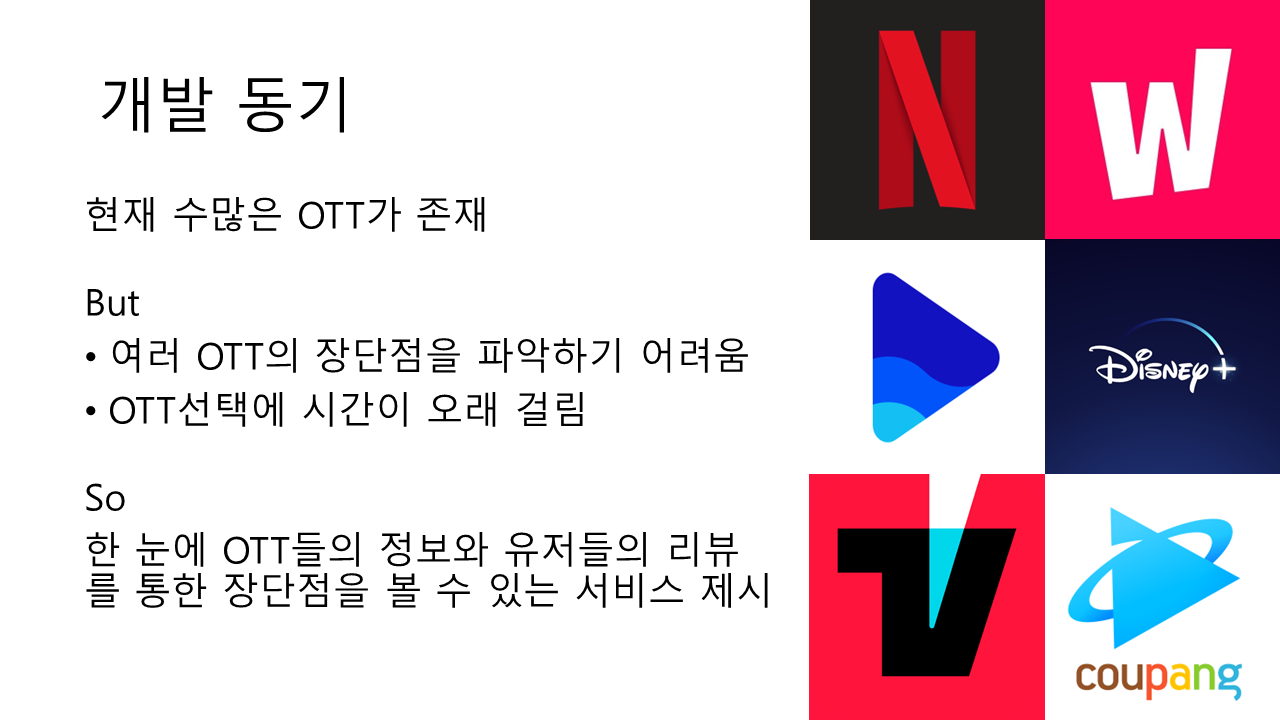 개발 동기
현재 수많은 OTT가 존재
But
• 여러 OTT의 장단점을 파악하기 어려움
• OTT선택에 시간이 오래 걸림
So
한 눈에 OTT들의 정보와 유저들의 리뷰
를 통한 장단점을 볼 수 있는 서비스 제시
N
W
Disney+
TV
coupang